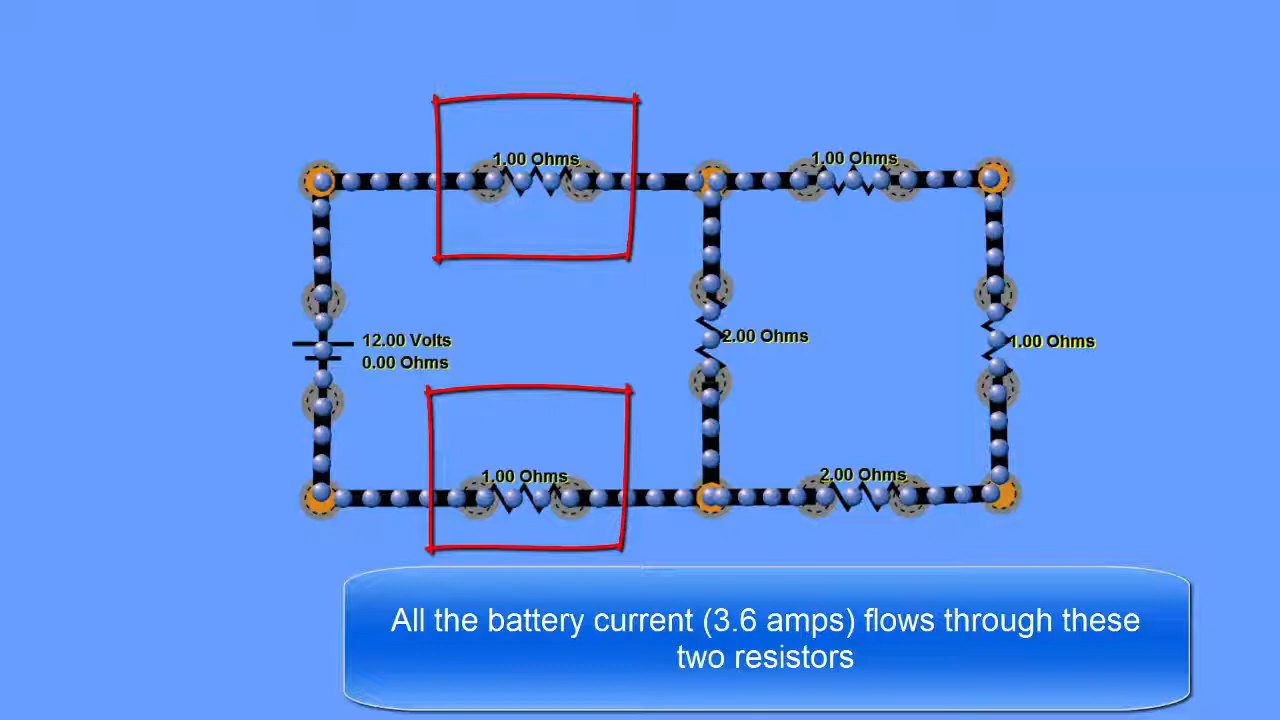 1.00 Ohms
1.00 Ohms
12.00 Volts
0.00 Ohms
2.00 Ohms
1.00 Ohms
1.00 Ohms
2.00 Ohms
All the battery current (3.6 amps) flows through these
two resistors